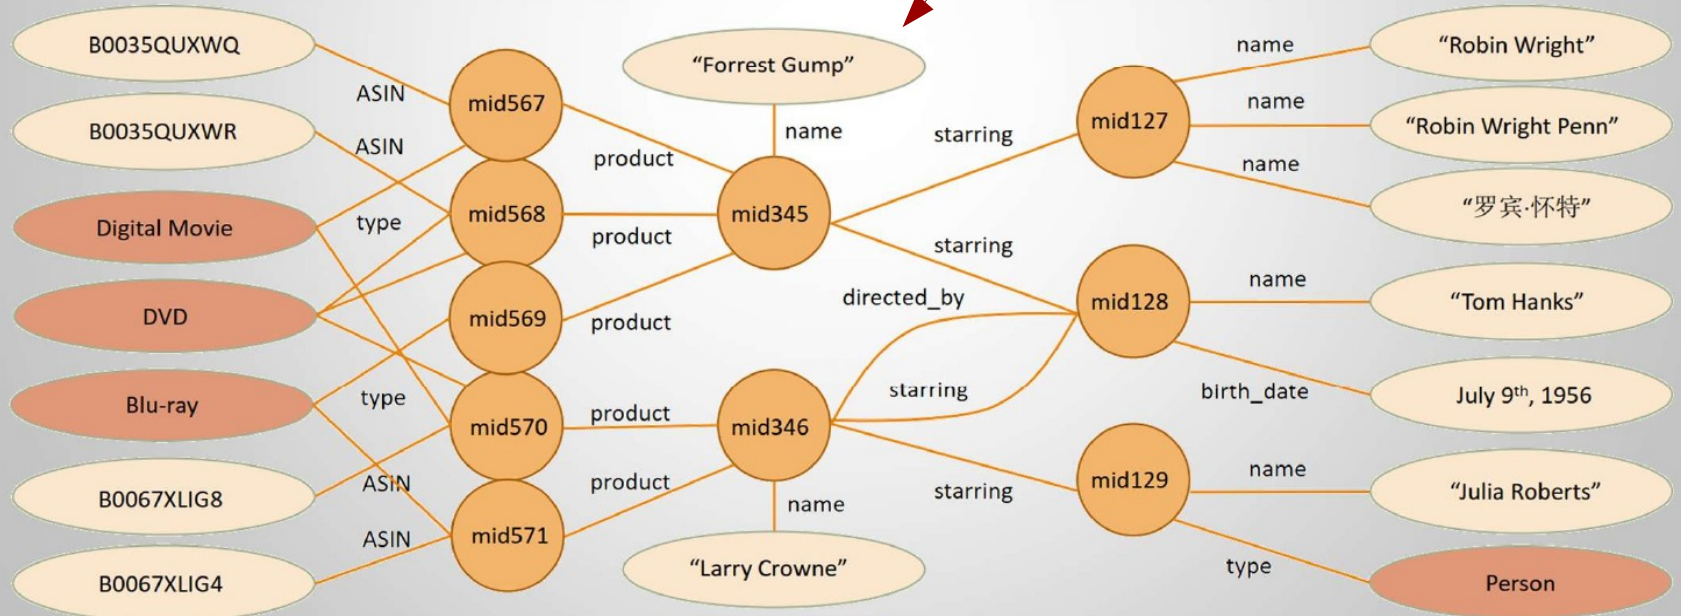 B0035QUXWQ
B0035QUXWR
Digital Movie
DVD
Blu-ray
B0067XLIG8
B0067XLIG4
ASIN
ASIN
type
type
ASIN
ASIN
mid567
mid568
mid569
mid570
mid571
product
product
product
product
product
“Forrest Gump”
name
mid345
mid346
name
“Larry Crowne”
starring
starring
directed_by
starring
starring
mid127
mid128
mid129
name
name
name
name
birth_date
name
type
“Robin Wright”
“Robin Wright Penn”
“罗宾·怀特”
“Tom Hanks”
July 9th, 1956
“Julia Roberts”
Person